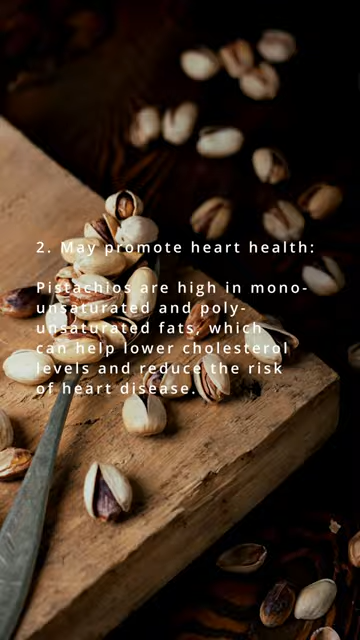 2. May promote heart health:
Pistachios are high in mono-
unsaturated and poly-
unsaturated fats, which
can help lower cholesterol
levels and reduce the risk
of heart disease.